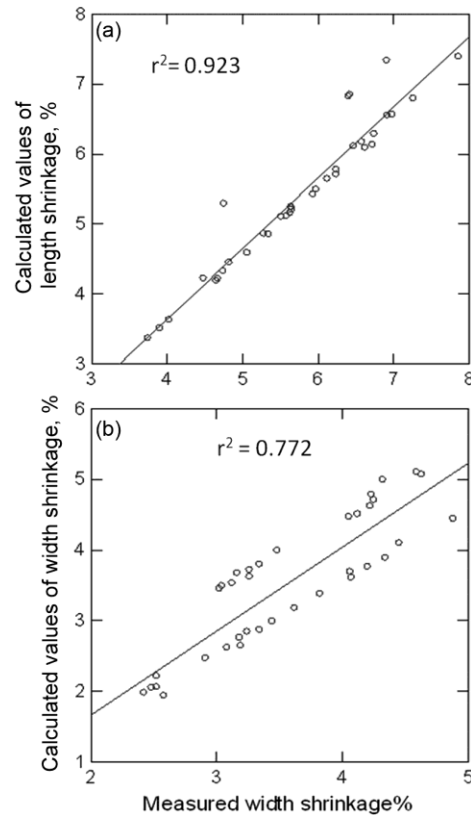 (a)
r²= 0.923
Calculated values of
length shrinkage, %
8
7
6
5
4
3
3 4 5 6 7 8
(b)
r² = 0.772
Calculated values of width shrinkage, %
6
5
4
3
2
1
2 3 4 5
Measured width shrinkage%